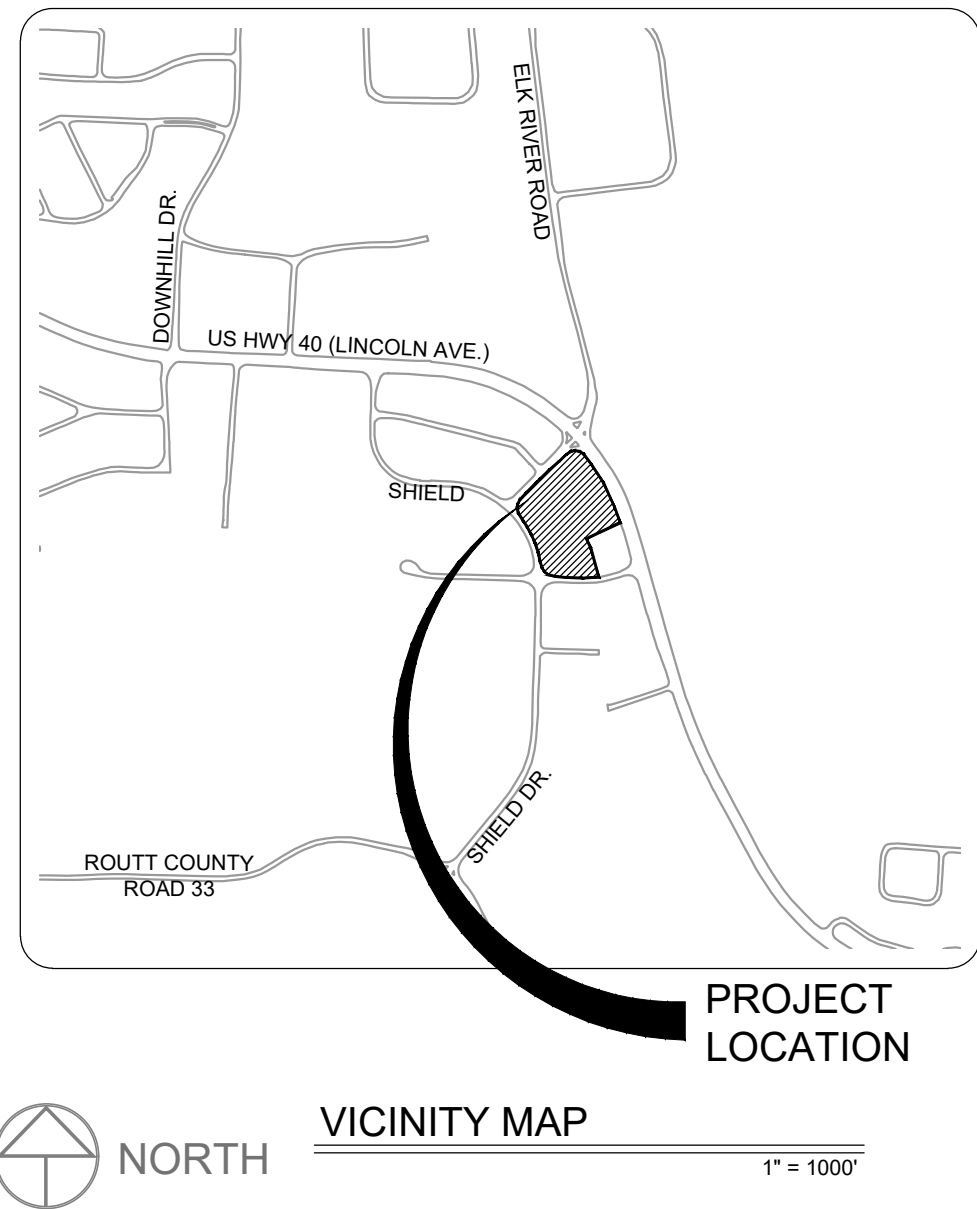 ELK RIVER ROAD
DOWNHILL DR.
US HWY 40 (LINCOLN AVE.)
SHIELD
SHIELD DR.
ROUTT COUNTY
ROAD 33
PROJECT
LOCATION
NORTH
VICINITY MAP
1" = 1000'